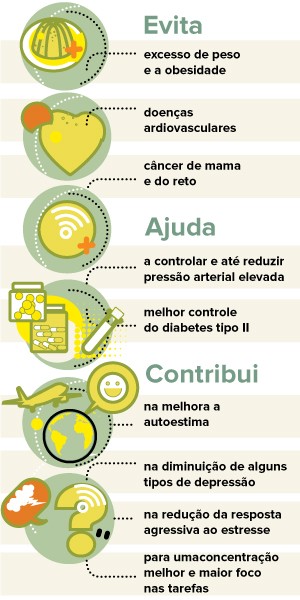 Evita
excesso de peso
e a obesidade
doenças
ardiovasculares
câncer de mama
e do reto
Ajuda
a controlar e até reduzir
pressão arterial elevada
melhor controle
do diabetes tipo II
Contribui
na melhora a
autoestima
na diminuição de alguns
tipos de depressão
na redução da resposta
agressiva ao estresse
para umaconcentração
melhor e maior foco
nas tarefas